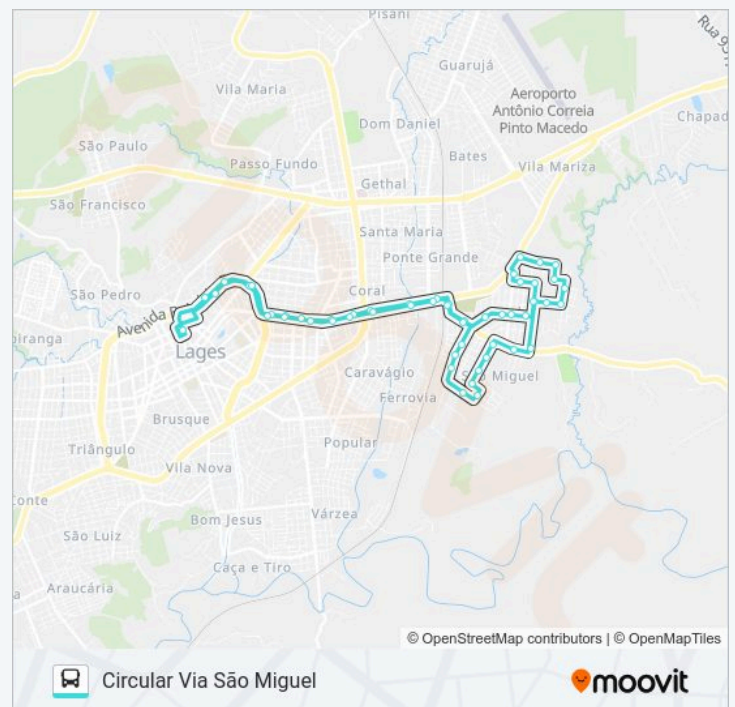 Pisani
Rua 95
Guarujá
Vila Maria
Aeroporto
Antônio Correia
Pinto Macedo
Chapad
Dom Daniel
São Paulo
Passo Fundo
Bates
Vila Mariza
Gethal
São Francisco
Santa Maria
Ponte Grande
São Pedro
Coral
Avenida
piranga
Lages
Caravágio
São Miguel
Ferrovia
Brusque
Triângulo
Popular
Vila Nova
onte
Várzea
Bom Jesus
São Luiz
Caça e Tiro
Araucária
a
© OpenStreetMap contributors | © OpenMapTiles
Circular Via São Miguel
moovit